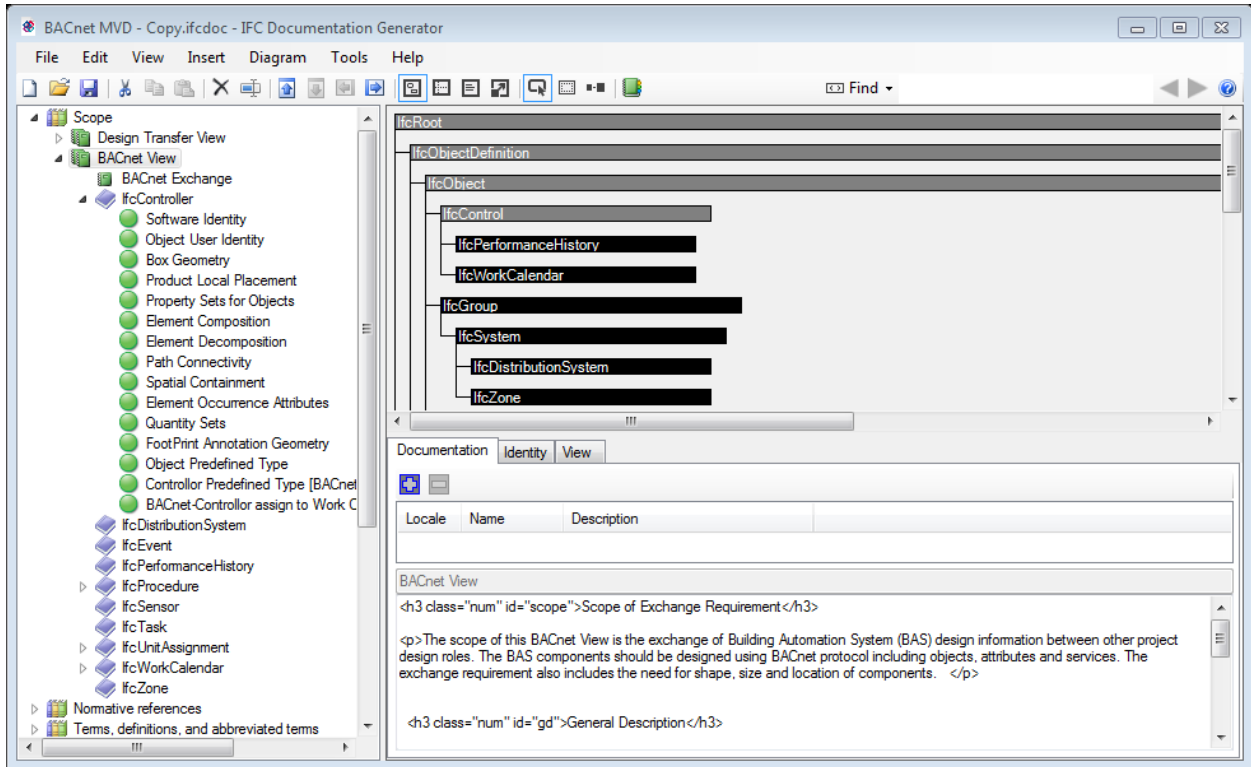 BACnet MVD - Copy.ifcdoc - IFC Documentation Generator
File Edit View Insert Diagram Tools Help
Find
Scope
Design Transfer View
BACnet View
BACnet Exchange
IfcController
Software Identity
Object User Identity
Box Geometry
Product Local Placement
Property Sets for Objects
Element Composition
Element Decomposition
Path Connectivity
Spatial Containment
Element Occurrence Attributes
Quantity Sets
FootPrint Annotation Geometry
Object Predefined Type
Controllor Predefined Type [BACnet
BACnet-Controllor assign to Work C
IfcDistributionSystem
IfcEvent
IfcPerformanceHistory
IfcProcedure
IfcSensor
IfcTask
IfcUnitAssignment
IfcWorkCalendar
IfcZone
Normative references
Terms, definitions, and abbreviated terms
IfcRoot
IfcObjectDefinition
IfcObject
IfcControl
IfcPerformanceHistory
IfcWorkCalendar
IfcGroup
IfcSystem
IfcDistributionSystem
IfcZone
Documentation Identity View
Locale Name Description
BACnet View
<h3 class="num" id="scope">Scope of Exchange Requirement</h3>
<p>The scope of this BACnet View is the exchange of Building Automation System (BAS) design information between other project
design roles. The BAS components should be designed using BACnet protocol including objects, attributes and services. The
exchange requirement also includes the need for shape, size and location of components. </p>
<h3 class="num" id="gd">General Description</h3>